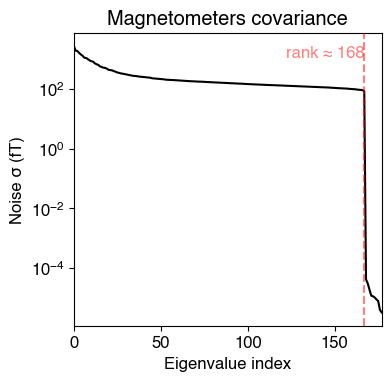 Magnetometers covariance
rank ≈ 168
10²
10⁰
10⁻²
10⁻⁴
Noise σ (fT)
0
50
100
150
Eigenvalue index